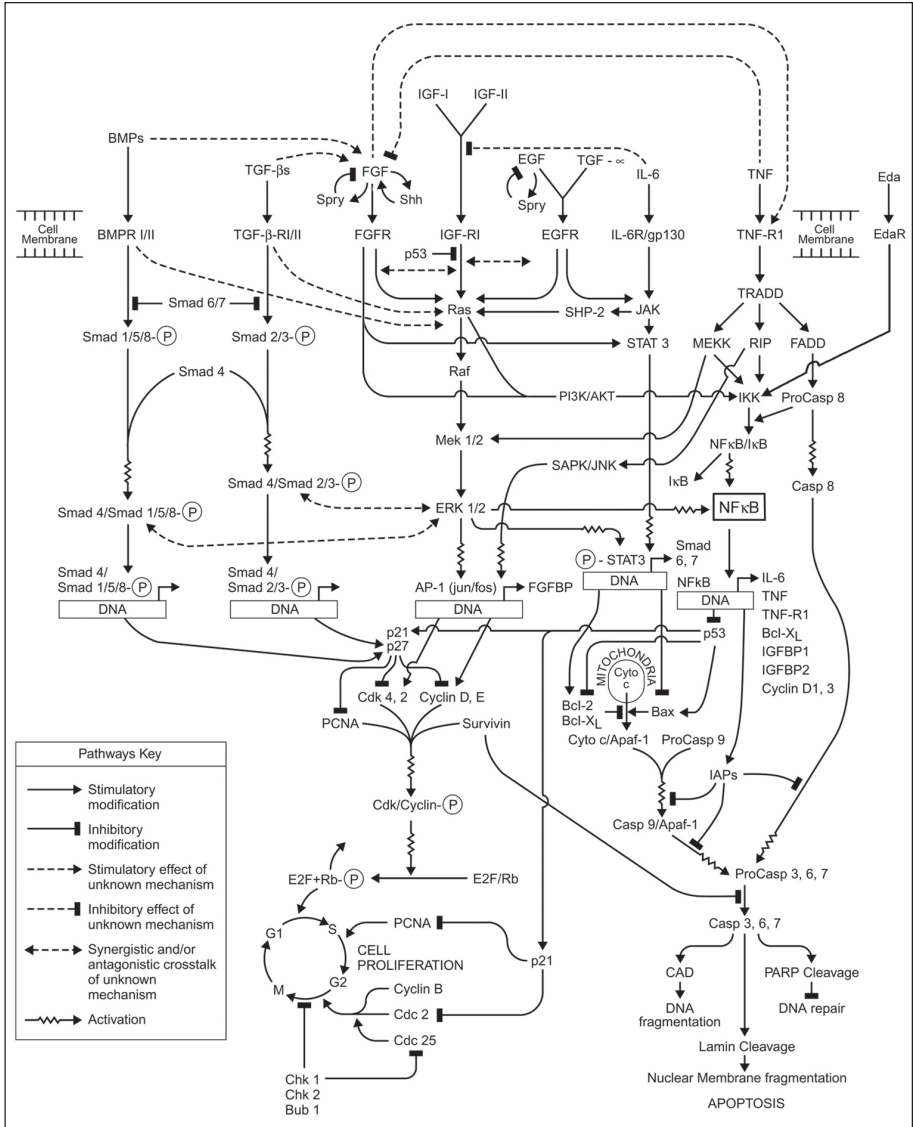 IGF-I
IGF-II
BMPs
TGF-βs
FGF
EGF
TGF - ∝
IL-6
TNF
Eda
Spry
Shh
Spry
Cell
Membrane
BMPR I/II
TGF-β-RI/II
FGFR
IGF-RI
EGFR
IL-6R/gp130
TNF-R1
Cell
Membrane
EdaR
p53
TRADD
Smad 6/7
Ras
SHP-2
JAK
Smad 1/5/8-P
Smad 2/3-P
STAT 3
MEKK
RIP
FADD
Smad 4
Raf
PI3K/AKT
IKK
ProCasp 8
Mek 1/2
NFκB/IκB
SAPK/JNK
IκB
Casp 8
Smad 4/Smad 2/3-P
Smad 4/Smad 1/5/8-P
ERK 1/2
NFκB
P - STAT3
Smad
6, 7
Smad 4/
Smad 1/5/8-P
Smad 4/
Smad 2/3-P
AP-1 (jun/fos)
FGFBP
DNA
DNA
DNA
DNA
NFkB
DNA
IL-6
TNF
TNF-R1
Bcl-XL
IGFBP1
IGFBP2
Cyclin D1, 3
p21
p27
p53
MITOCHONDRIA
Cyto
c
Cdk 4, 2
Cyclin D, E
Bcl-2
Bcl-XL
Bax
PCNA
Survivin
Cyto c/Apaf-1
ProCasp 9
IAPs
Cdk/Cyclin-P
Casp 9/Apaf-1
E2F+Rb-P
E2F/Rb
ProCasp 3, 6, 7
G1
S
G2
M
PCNA
CELL
PROLIFERATION
p21
Casp 3, 6, 7
Cyclin B
Cdc 2
Cdc 25
CAD
PARP Cleavage
DNA
fragmentation
DNA repair
Lamin Cleavage
Chk 1
Chk 2
Bub 1
Nuclear Membrane fragmentation
APOPTOSIS
Pathways Key
Stimulatory
modification
Inhibitory
modification
Stimulatory effect of
unknown mechanism
Inhibitory effect of
unknown mechanism
Synergistic and/or
antagonistic crosstalk
of unknown
mechanism
Activation